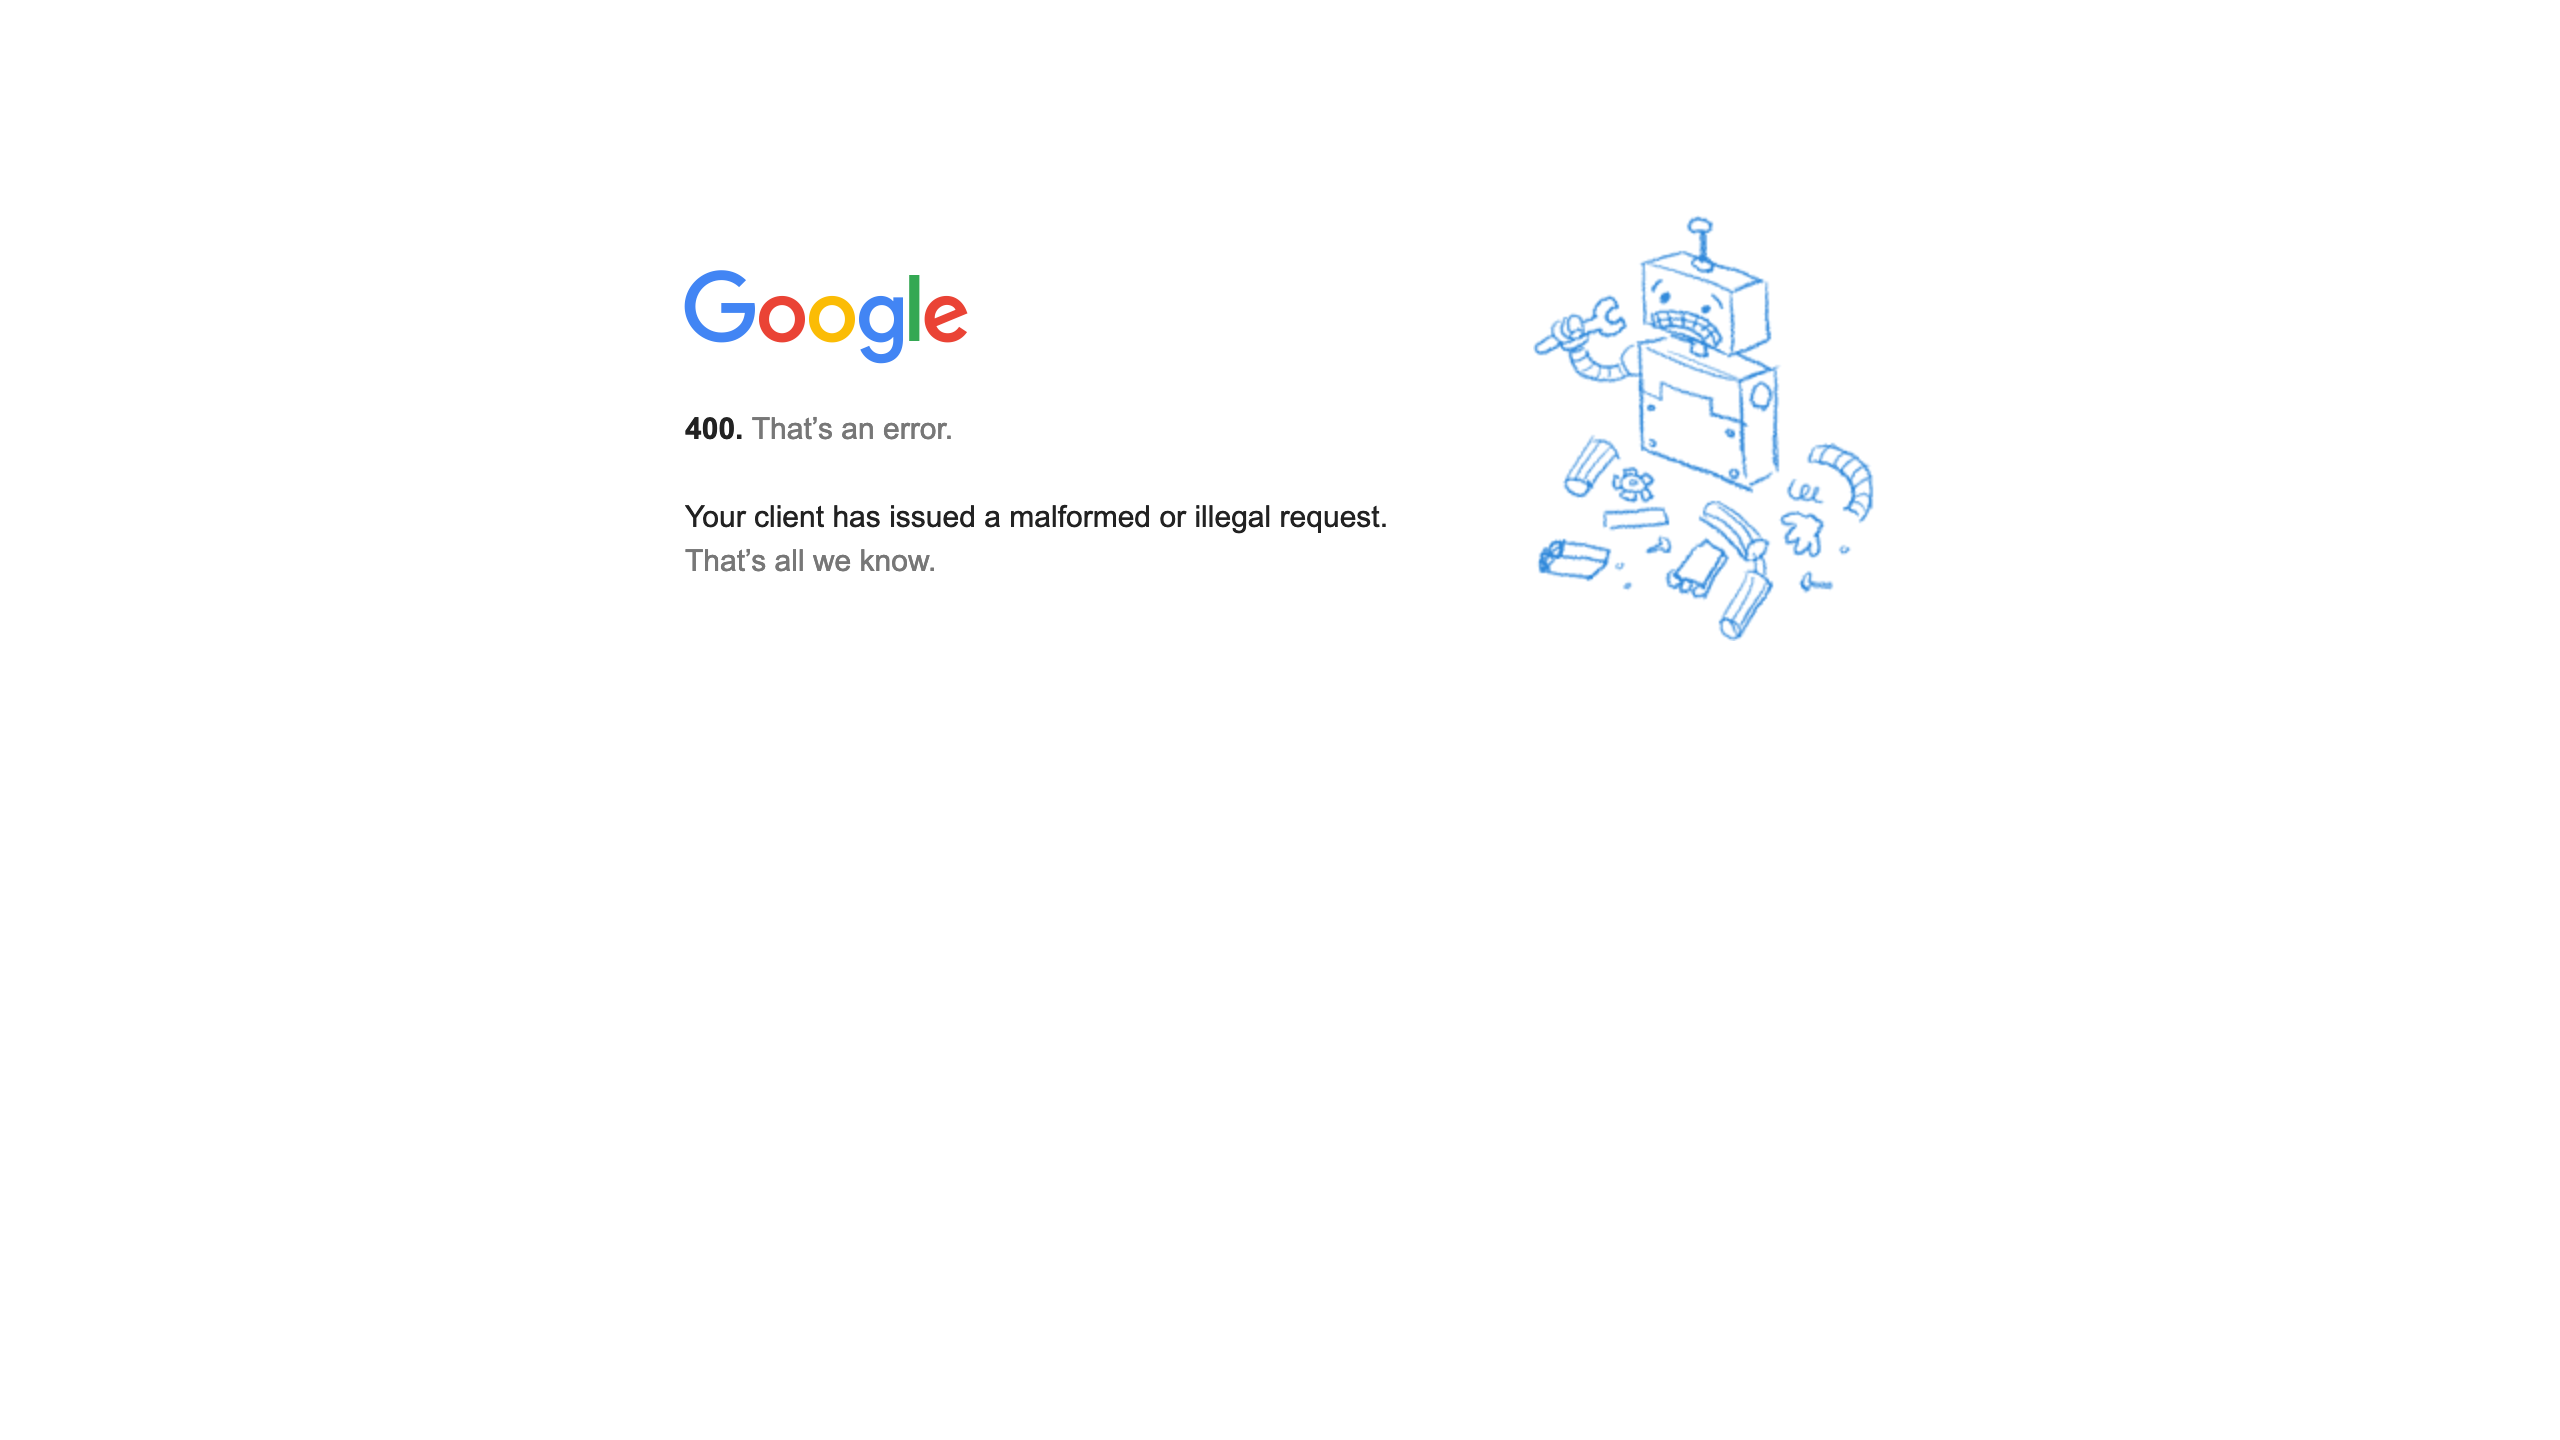 Google
400. That’s an error.
Your client has issued a malformed or illegal request.
That’s all we know.